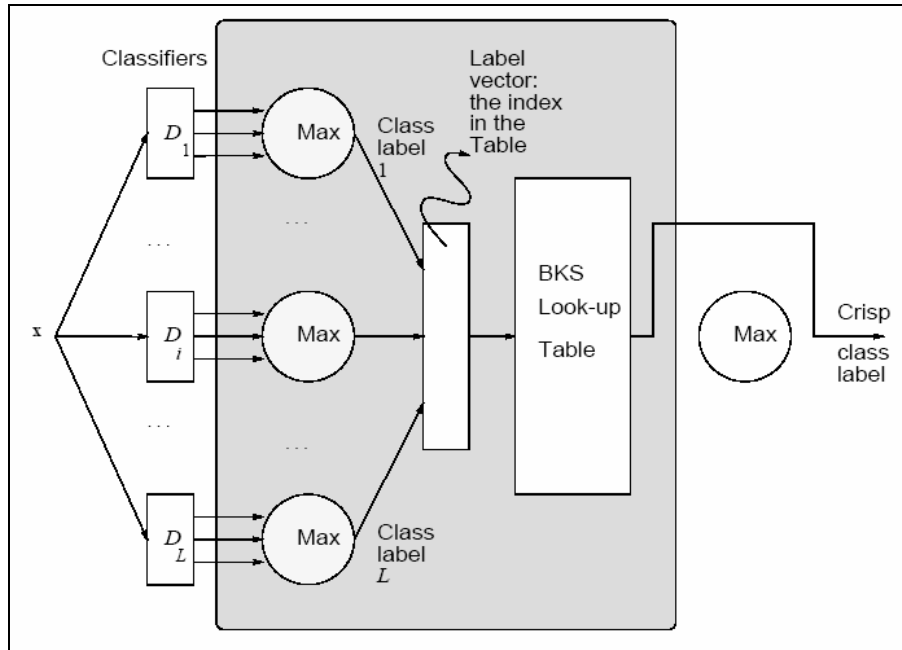 Classifiers
Label
vector:
the index
in the
Table
D
1
Max
Class
label
1
...
...
x
D
i
Max
BKS
Look-up
Table
Max
Crisp
class
label
...
...
D
L
Max
Class
label
L